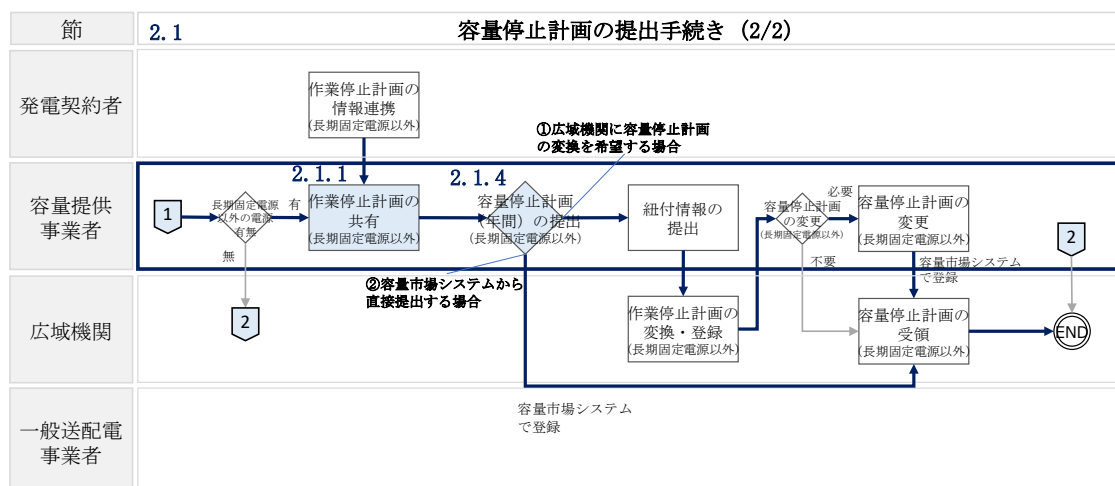 節
2.1
容量停止計画の提出手続き (2/2)
発電契約者
作業停止計画の
情報連携
(長期固定電源以外)
①広域機関に容量停止計画
の変換を希望する場合
容量提供
事業者
1
長期固定電源
以外の電源
有無
有
無
2
2.1.1
作業停止計画の
共有
(長期固定電源以外)
2.1.4
容量停止計画
(年間) の提出
(長期固定電源以外)
紐付情報の
提出
容量停止計画
の変更
(長期固定電源以外)
必要
不要
容量停止計画の
変更
(長期固定電源以外)
容量市場システム
で登録
2
②容量市場システムから
直接提出する場合
広域機関
作業停止計画の
変換・登録
(長期固定電源以外)
容量停止計画の
受領
(長期固定電源以外)
END
一般送配電
事業者
容量市場システム
で登録